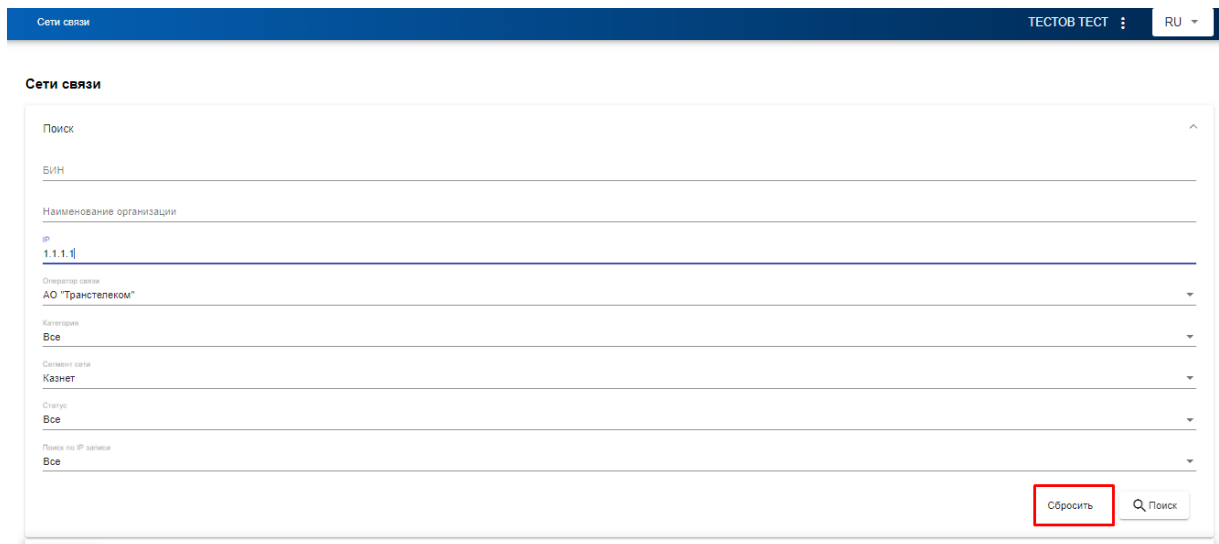 Сети связи
ТЕСТОВ ТЕСТ
RU
Сети связи
Поиск
БИН
Наименование организации
IP
1.1.1.1
Оператор связи
АО "Транстелеком"
Категория
Все
Сегмент сети
Казнет
Статус
Все
Поиск по IP записи
Все
Сбросить
Поиск